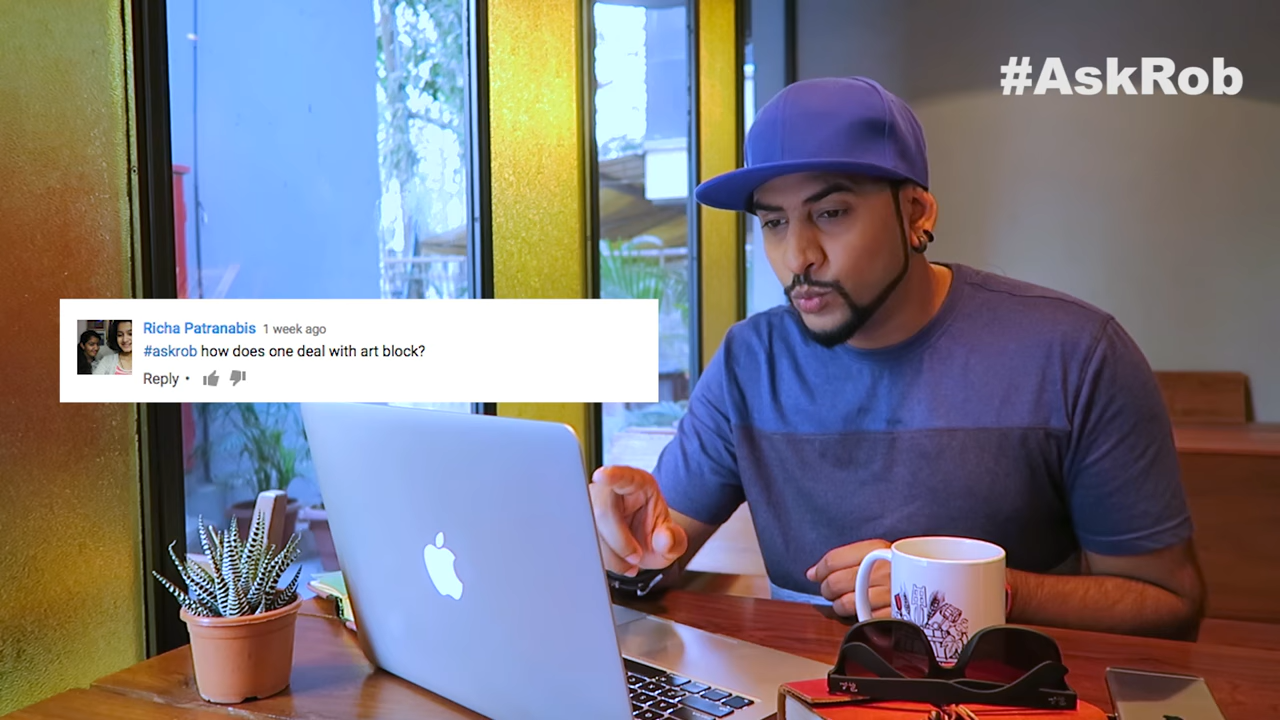 #AskRob
Richa Patranabis 1 week ago
#askrob how does one deal with art block?
Reply •